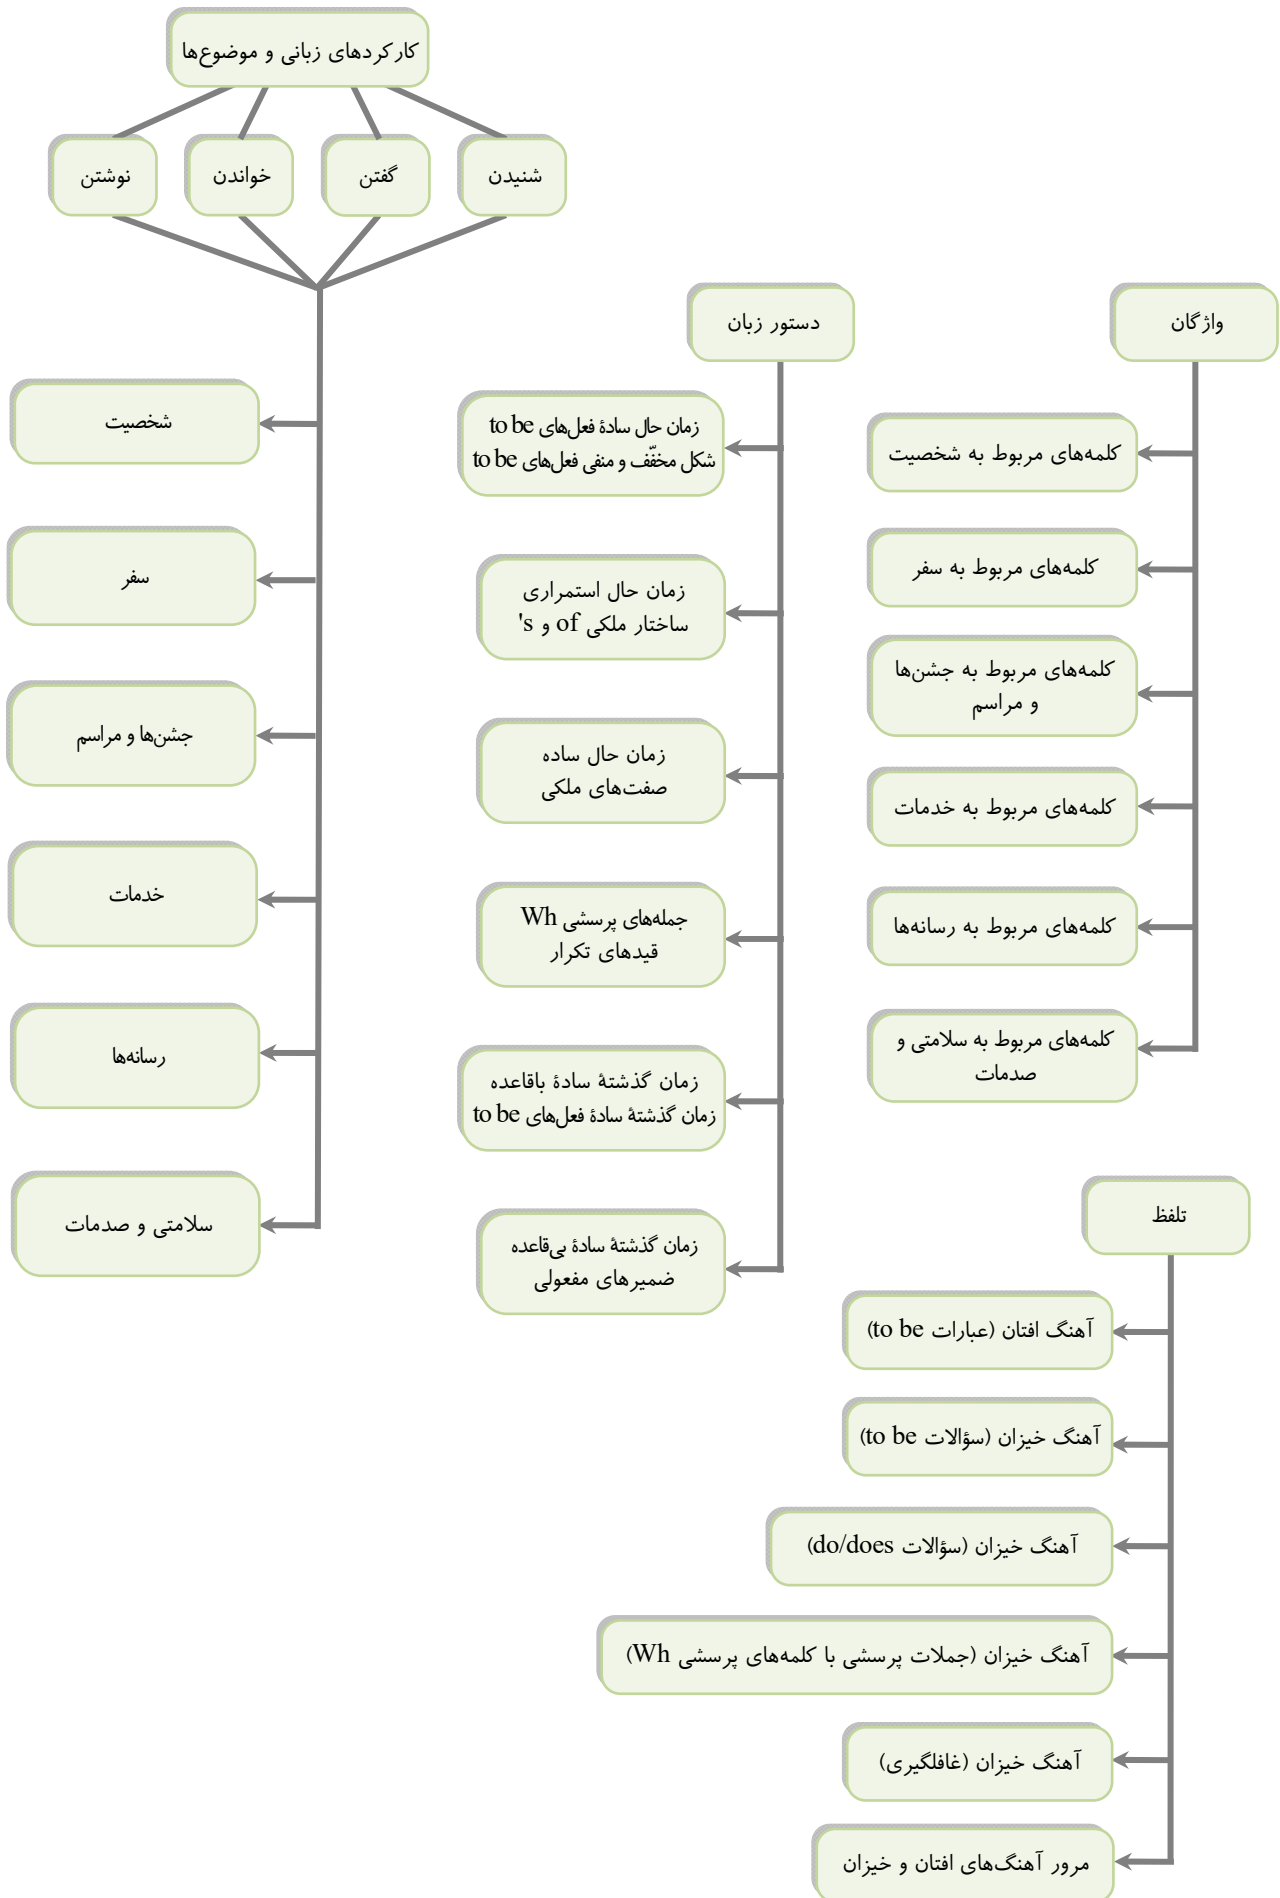 کارکردهای زبانی و موضوع‌ها
شنیدن
گفتن
خواندن
نوشتن
واژگان
کلمه‌های مربوط به شخصیت
کلمه‌های مربوط به سفر
کلمه‌های مربوط به جشن‌ها
و مراسم
کلمه‌های مربوط به خدمات
کلمه‌های مربوط به رسانه‌ها
کلمه‌های مربوط به سلامتی و
صدمات
دستور زبان
زمان حال سادهٔ فعل‌های to be
شکل مخفّف و منفی فعل‌های to be
زمان حال استمراری
ساختار ملکی of و 's
زمان حال ساده
صفت‌های ملکی
جمله‌های پرسشی Wh
قیدهای تکرار
زمان گذشتهٔ سادهٔ باقاعده
زمان گذشتهٔ سادهٔ فعل‌های to be
زمان گذشتهٔ سادهٔ بی‌قاعده
ضمیرهای مفعولی
شخصیت
سفر
جشن‌ها و مراسم
خدمات
رسانه‌ها
سلامتی و صدمات
تلفظ
آهنگ افتان (عبارات to be)
آهنگ خیزان (سؤالات to be)
آهنگ خیزان (سؤالات do/does)
آهنگ خیزان (جملات پرسشی با کلمه‌های پرسشی Wh)
آهنگ خیزان (غافلگیری)
مرور آهنگ‌های افتان و خیزان